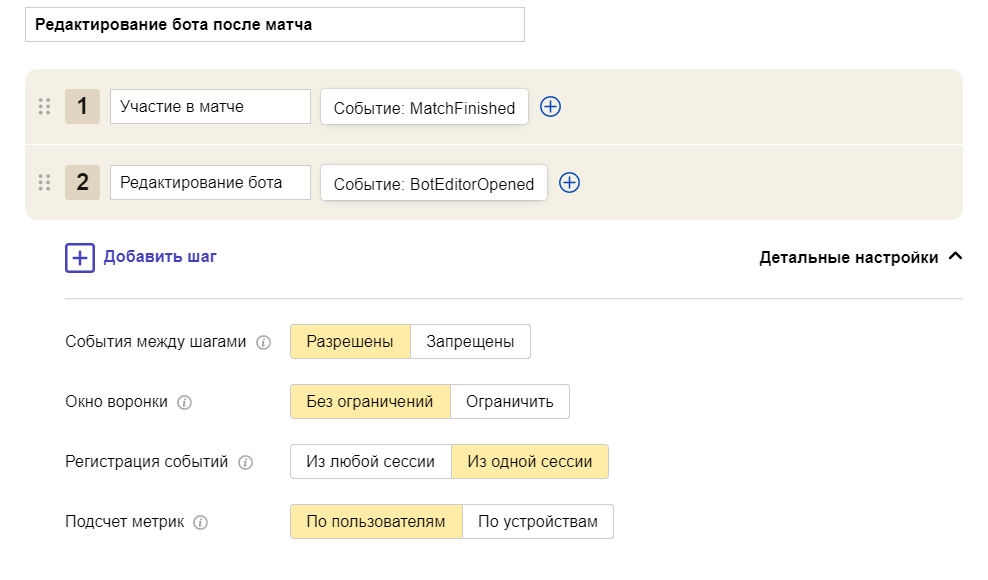 Редактирование бота после матча
1 Участие в матче Событие: MatchFinished
2 Редактирование бота Событие: BotEditorOpened
Добавить шаг Детальные настройки
События между шагами Разрешены Запрещены
Окно воронки Без ограничений Ограничить
Регистрация событий Из любой сессии Из одной сессии
Подсчет метрик По пользователям По устройствам